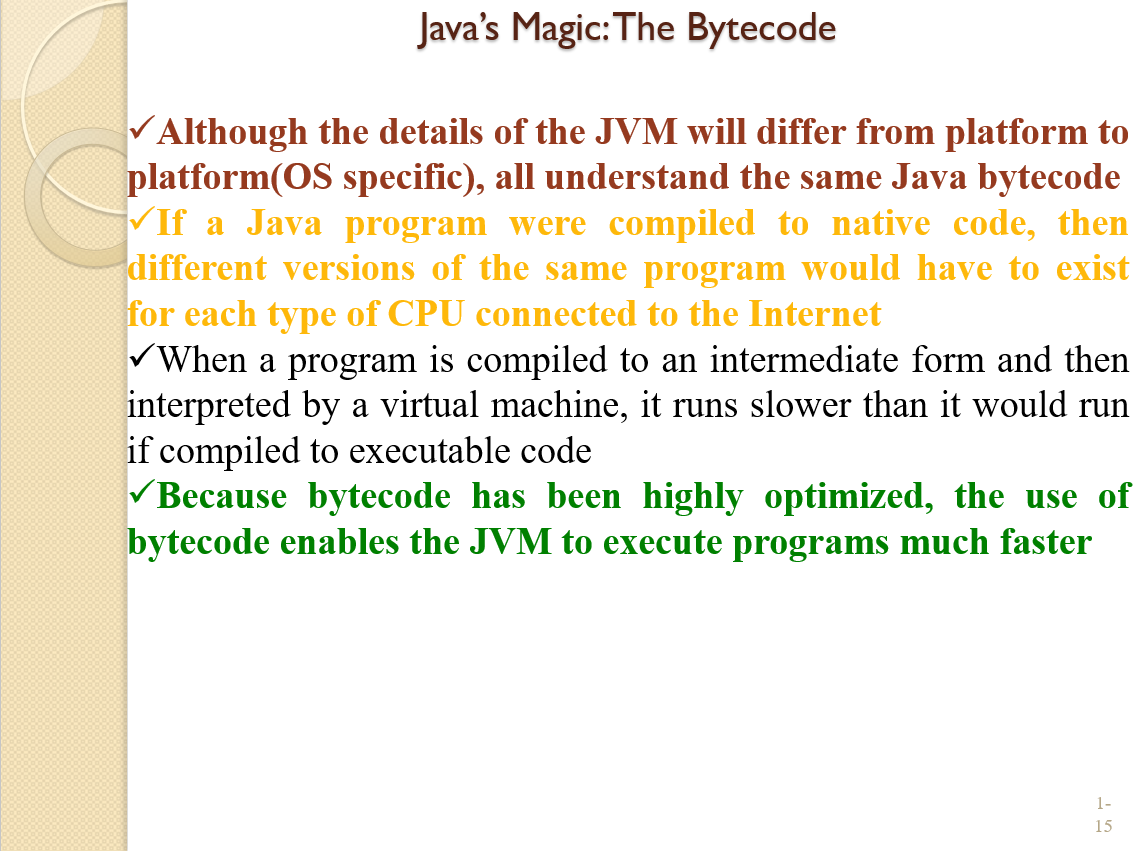 Java’s Magic: The Bytecode
✓Although the details of the JVM will differ from platform to
platform(OS specific), all understand the same Java bytecode
✓If a Java program were compiled to native code, then
different versions of the same program would have to exist
for each type of CPU connected to the Internet
✓When a program is compiled to an intermediate form and then
interpreted by a virtual machine, it runs slower than it would run
if compiled to executable code
✓Because bytecode has been highly optimized, the use of
bytecode enables the JVM to execute programs much faster
1-
15